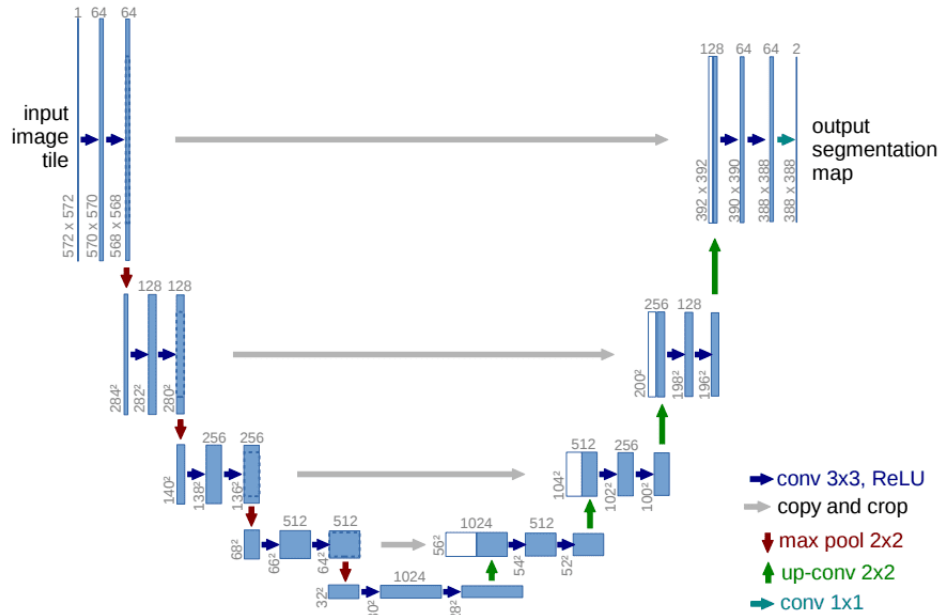 1 64 64
input
image
tile
572 x 572
570 x 570
568 x 568
128 64 64 2
output
segmentation
map
392 x 392
390 x 390
388 x 388
388 x 388
128 128
284²
282²
280²
256 128
200²
198²
196²
256 256
140²
138²
136²
512 256
104²
102²
100²
512 512
68²
66²
64²
1024 512
56²
54²
52²
1024
32²
conv 3x3, ReLU
copy and crop
max pool 2x2
up-conv 2x2
conv 1x1